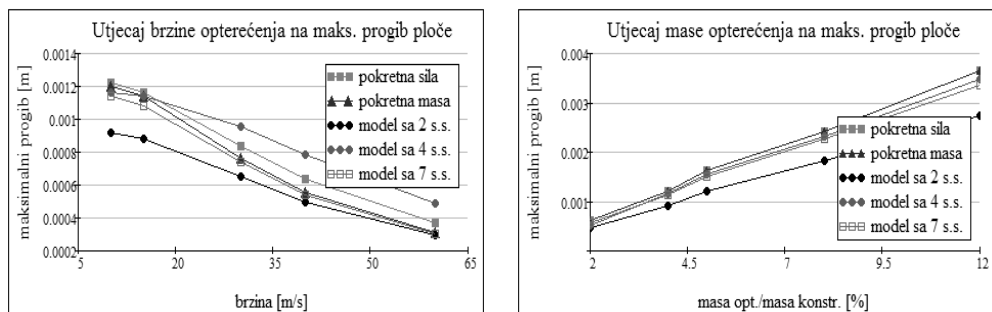 Utjecaj brzine opterećenja na maks. progib ploče
maksimalni progib [m]
0.0014
0.0012
0.001
0.0008
0.0006
0.0004
0.0002
pokretna sila
pokretna masa
model sa 2 s.s.
model sa 4 s.s.
model sa 7 s.s.
5
20
35
50
65
brzina [m/s]
Utjecaj mase opterećenja na maks. progib ploče
maksimalni progib [m]
0.004
0.003
0.002
0.001
pokretna sila
pokretna masa
model sa 2 s.s.
model sa 4 s.s.
model sa 7 s.s.
2
4.5
7
9.5
12
masa opt./masa konstr. [%]